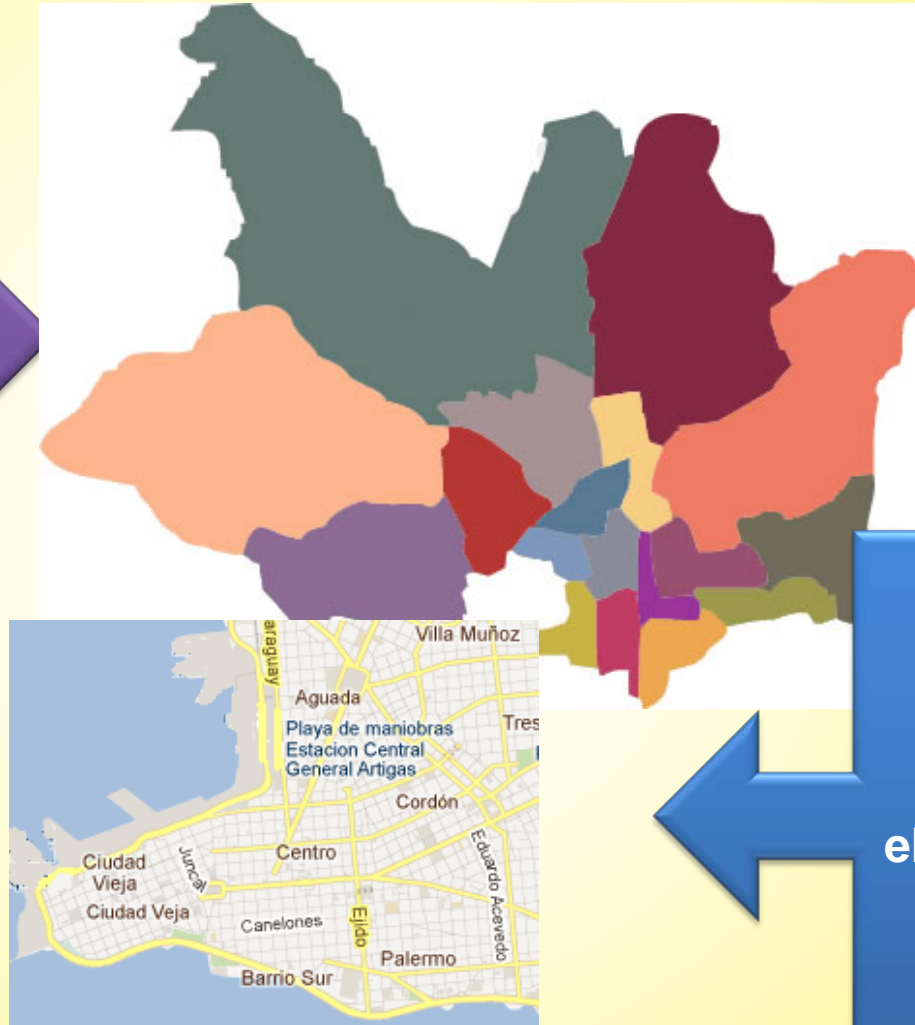 Villa Muñoz
araguay
Aguada
Playa de maniobras
Estacion Central
General Artigas
Tres
Cordón
Ciudad
Vieja
Juncal
Centro
Eduardo Acevedo
Ciudad Veja
Canelones
Ejido
Palermo
Barrio Sur